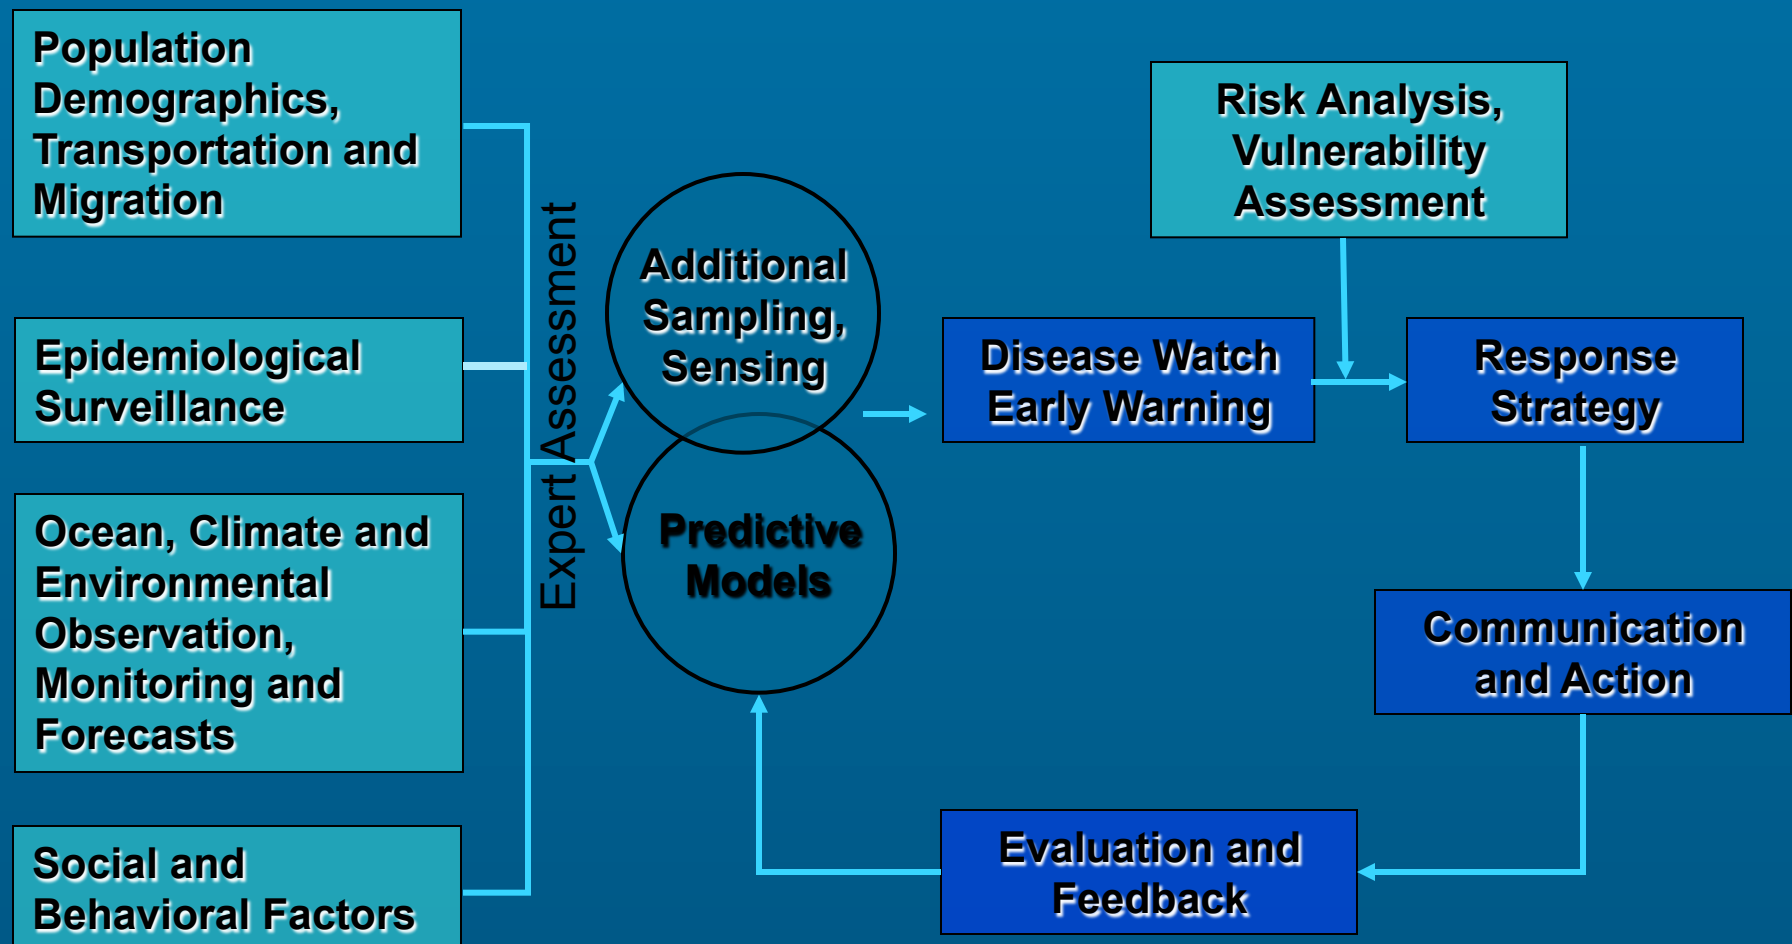 Population
Demographics,
Transportation and
Migration
Epidemiological
Surveillance
Ocean, Climate and
Environmental
Observation,
Monitoring and
Forecasts
Social and
Behavioral Factors
Expert Assessment
Additional
Sampling,
Sensing
Predictive
Models
Disease Watch
Early Warning
Risk Analysis,
Vulnerability
Assessment
Response
Strategy
Communication
and Action
Evaluation and
Feedback